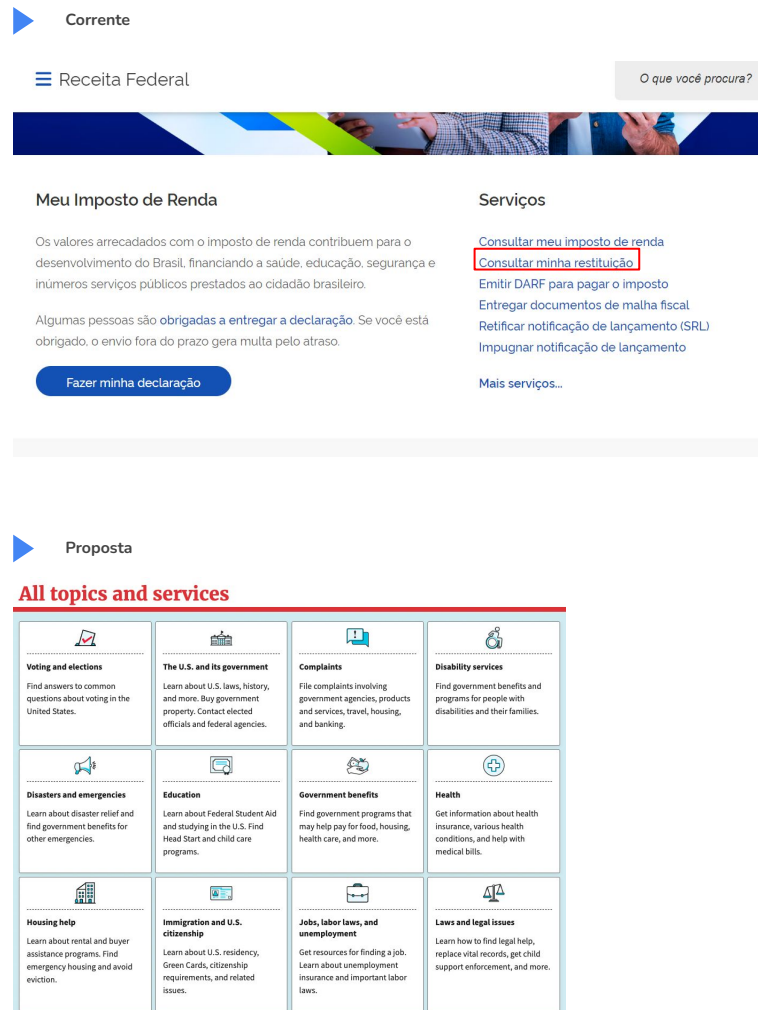 Corrente
Receita Federal
O que você procura?
Meu Imposto de Renda
Os valores arrecadados com o imposto de renda contribuem para o
desenvolvimento do Brasil, financiando a saúde, educação, segurança e
inúmeros serviços públicos prestados ao cidadão brasileiro.
Algumas pessoas são obrigadas a entregar a declaração. Se você está
obrigado, o envio fora do prazo gera multa pelo atraso.
Fazer minha declaração
Serviços
Consultar meu imposto de renda
Consultar minha restituição
Emitir DARF para pagar o imposto
Entregar documentos de malha fiscal
Retificar notificação de lançamento (SRL)
Impugnar notificação de lançamento
Mais serviços...
Proposta
All topics and services
Voting and elections
Find answers to common
questions about voting in the
United States.
The U.S. and its government
Learn about U.S. laws, history,
and more. Buy government
property. Contact elected
officials and federal agencies.
Complaints
File complaints involving
government agencies, products
and services, travel, housing,
and banking.
Disability services
Find government benefits and
programs for people with
disabilities and their families.
Disasters and emergencies
Learn about disaster relief and
find government benefits for
other emergencies.
Education
Learn about Federal Student Aid
and studying in the U.S. Find
Head Start and child care
programs.
Government benefits
Find government programs that
may help pay for food, housing,
health care, and more.
Health
Get information about health
insurance, various health
conditions, and help with
medical bills.
Housing help
Learn about rental and buyer
assistance programs. Find
emergency housing and avoid
eviction.
Immigration and U.S.
citizenship
Learn about U.S. residency,
Green Cards, citizenship
requirements, and related
issues.
Jobs, labor laws, and
unemployment
Get resources for finding a job.
Learn about unemployment
insurance and important labor
laws.
Laws and legal issues
Learn how to find legal help,
replace vital records, get child
support enforcement, and more.